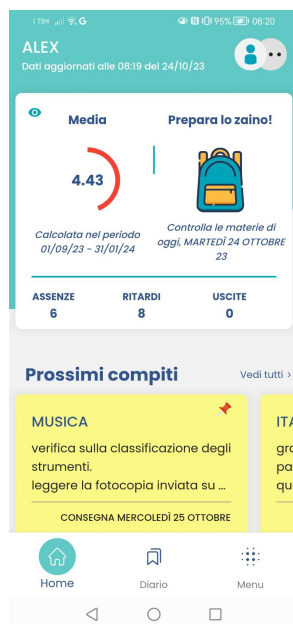 I TIM G 95% 08:20
ALEX
Dati aggiornati alle 08:19 del 24/10/23
Media
Prepara lo zaino!
4.43
Calcolata nel periodo
01/09/23 - 31/01/24
Controlla le materie di
oggi, MARTEDÌ 24 OTTOBRE
23
ASSENZE RITARDI USCITE
6 8 0
Prossimi compiti Vedi tutti >
MUSICA
verifica sulla classificazione degli
strumenti.
leggere la fotocopia inviata su ...
CONSEGNA MERCOLEDÌ 25 OTTOBRE
ITA
gra
pa
qu
Home Diario Menu